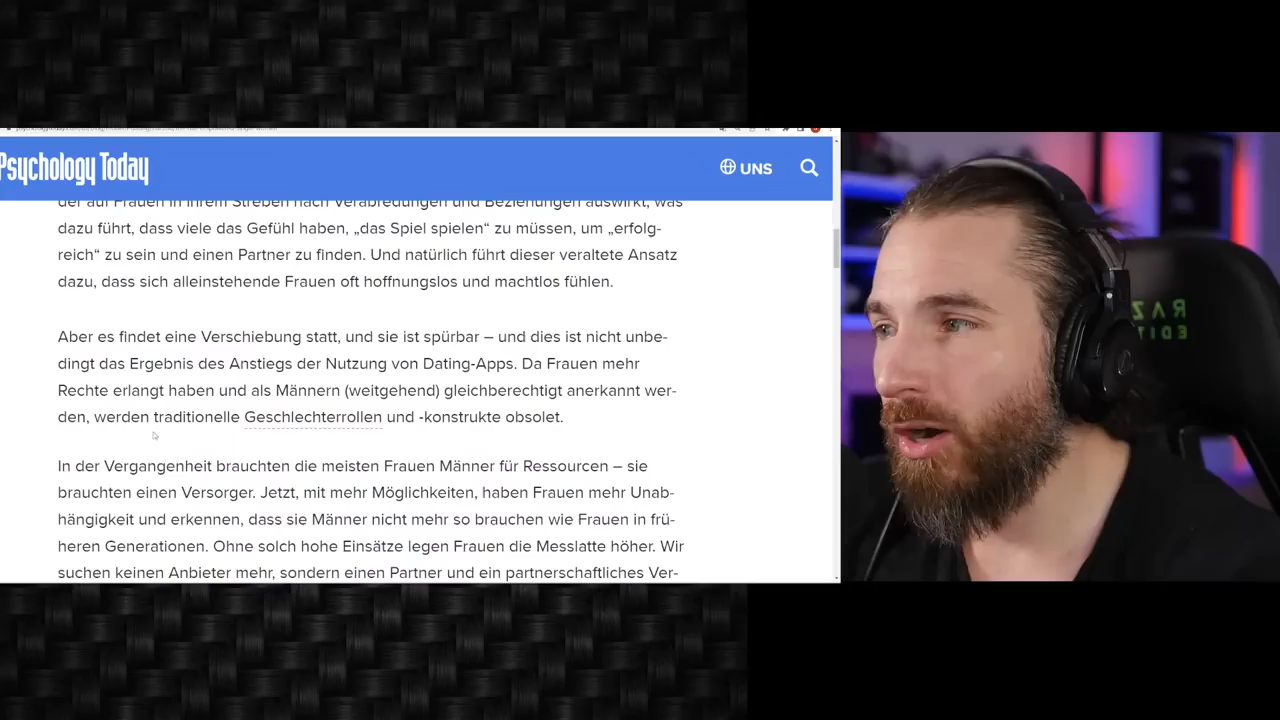 Psychology Today
UNS
der auf Frauen in ihrem Streben nach Verabredungen und Beziehungen auswirkt, was
dazu führt, dass viele das Gefühl haben, „das Spiel spielen“ zu müssen, um „erfolg-
reich“ zu sein und einen Partner zu finden. Und natürlich führt dieser veraltete Ansatz
dazu, dass sich alleinstehende Frauen oft hoffnungslos und machtlos fühlen.
Aber es findet eine Verschiebung statt, und sie ist spürbar – und dies ist nicht unbe-
dingt das Ergebnis des Anstiegs der Nutzung von Dating-Apps. Da Frauen mehr
Rechte erlangt haben und als Männern (weitgehend) gleichberechtigt anerkannt wer-
den, werden traditionelle Geschlechterrollen und -konstrukte obsolet.
In der Vergangenheit brauchten die meisten Frauen Männer für Ressourcen – sie
brauchten einen Versorger. Jetzt, mit mehr Möglichkeiten, haben Frauen mehr Unab-
hängigkeit und erkennen, dass sie Männer nicht mehr so brauchen wie Frauen in frü-
heren Generationen. Ohne solch hohe Einsätze legen Frauen die Messlatte höher. Wir
suchen keinen Anbieter mehr, sondern einen Partner und ein partnerschaftliches Ver-